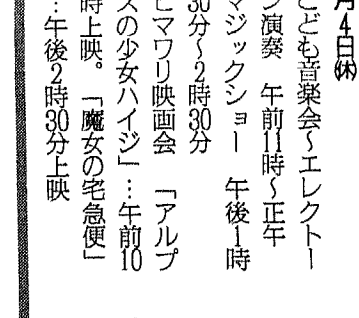 月4日㈭
こども音楽会～エレクトー
ン演奏　午前11時～正午
マジックショー　午後1時
30分～2時30分
ヒマワリ映画会　「アルプ
スの少女ハイジ」…午前10
時上映。「魔女の宅急便」
…午後2時30分上映